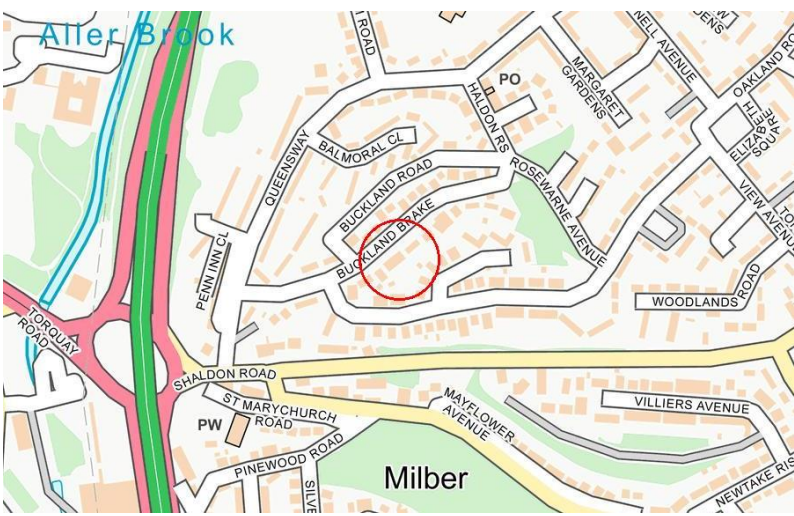 Aller Brook
ROAD
PO
NELL AVENUE
OAKLAND RO
MARGARET
GARDENS
ELIZABETH
SQUARE
HALDON RS
QUEENSWAY
BALMORAL CL
BUCKLAND ROAD
ROSEWARNE AVENUE
VIEW AVENUE
BUCKLAND BRAKE
PENN INN CL
WOODLANDS ROAD
TORQUAY
ROAD
SHALDON ROAD
ST MARYCHURCH
ROAD
MAYFLOWER
AVENUE
VILLIERS AVENUE
PW
PINEWOOD ROAD
SILVE
Milber
NEWTAKE RIS